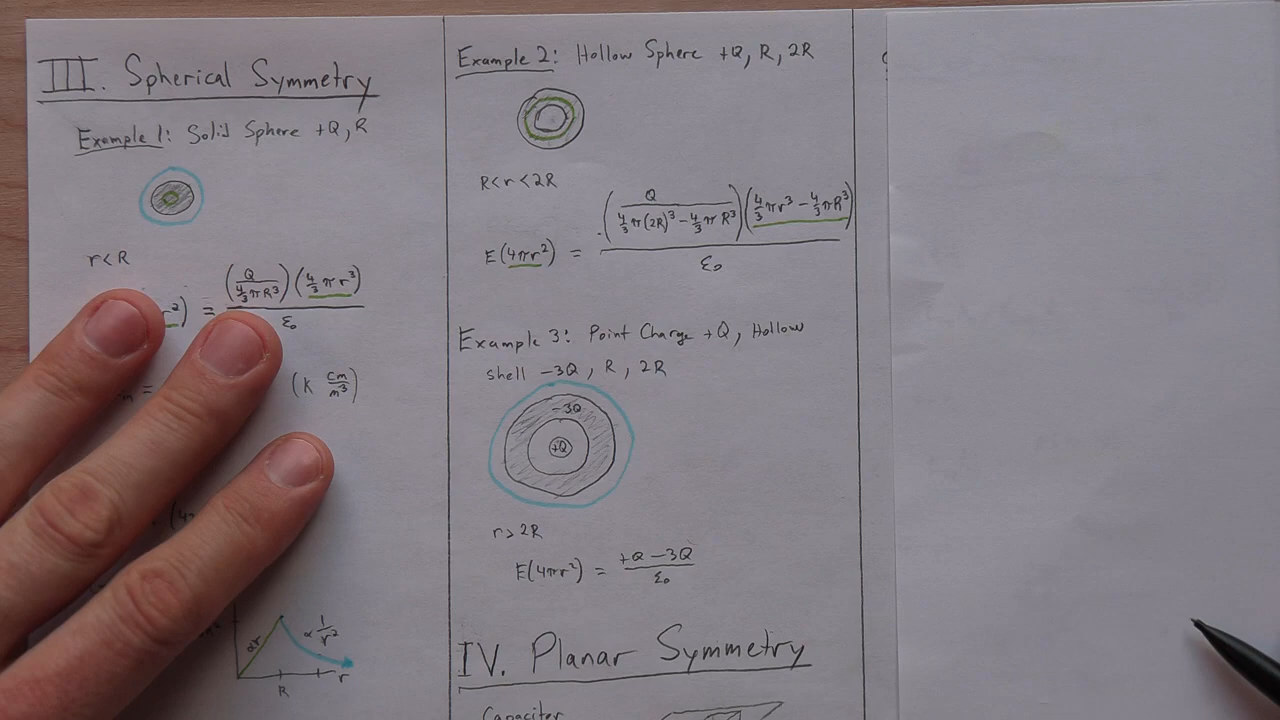 III. Spherical Symmetry
Example 1: Solid Sphere +Q, R
r<R
r²) = (Q/(4/3 πR³))(4/3 πr³)/ε₀
= (K Cm/m³)
∝r
∝ 1/r²
R r
Example 2: Hollow Sphere +Q, R, 2R
R<r<2R
E(4πr²) = (Q/(4/3 π(2R)³ − 4/3 πR³))(4/3 πr³ − 4/3 πR³)/ε₀
Example 3: Point Charge +Q, Hollow
shell −3Q, R, 2R
−3Q
+Q
r>2R
E(4πr²) = (+Q −3Q)/ε₀
IV. Planar Symmetry
Capacitor